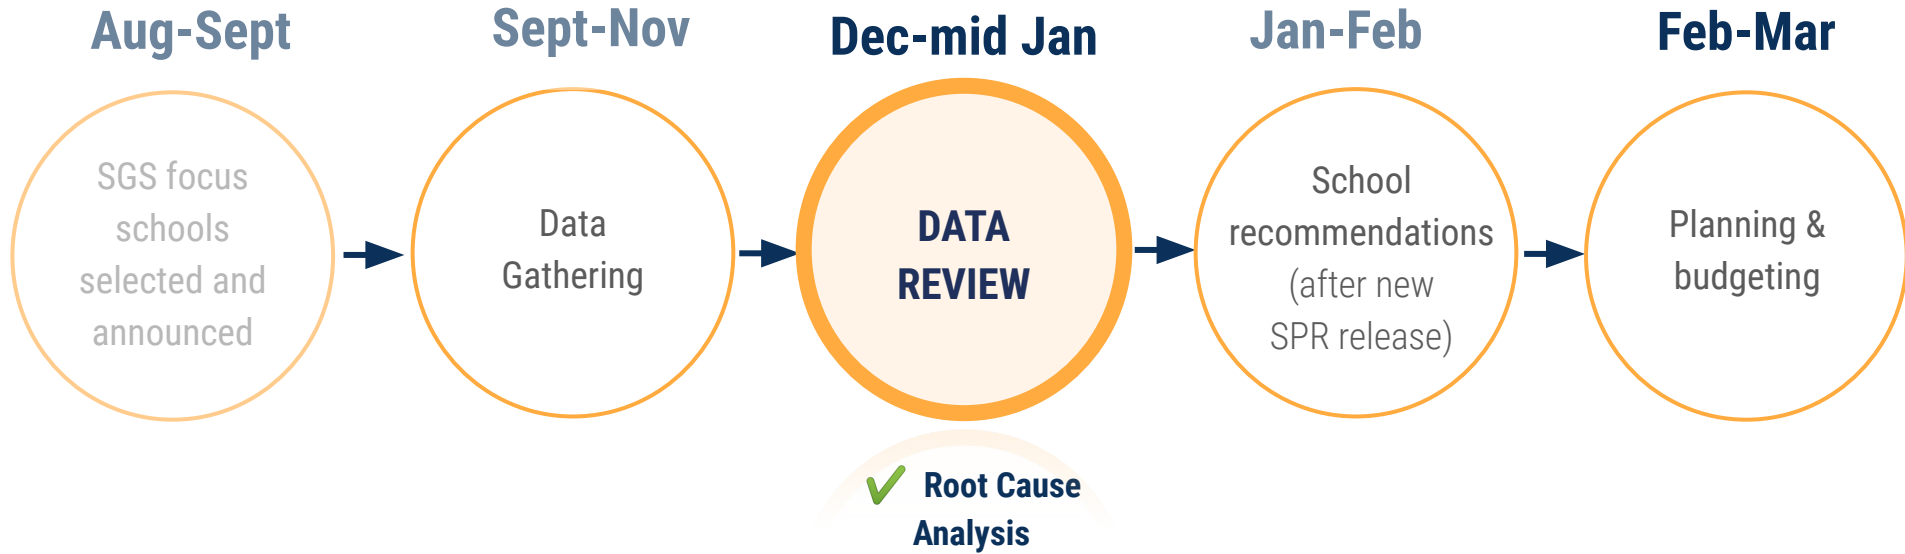 Aug-Sept
Sept-Nov
Dec-mid Jan
Jan-Feb
Feb-Mar
SGS focus
schools
selected and
announced
Data
Gathering
DATA
REVIEW
School
recommendations
(after new
SPR release)
Planning &
budgeting
Root Cause
Analysis